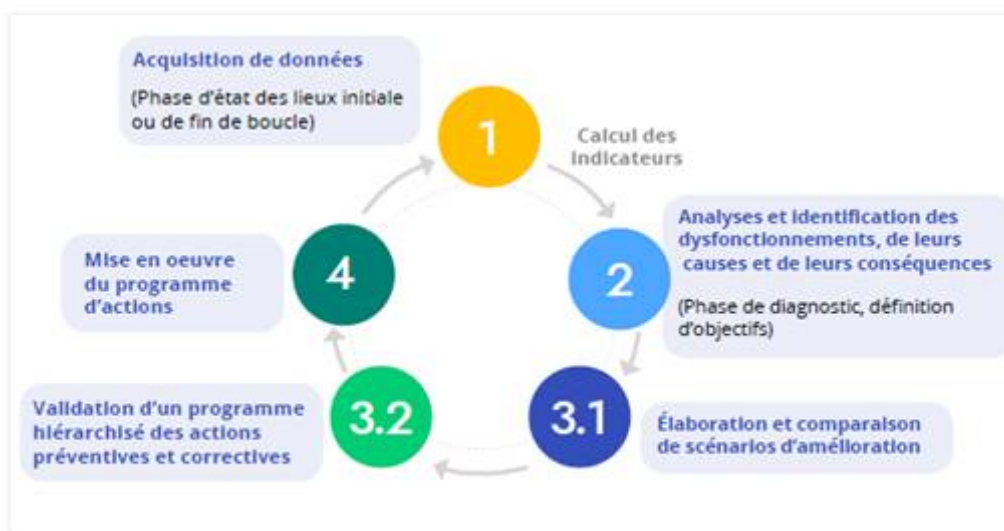 Acquisition de données
(Phase d'état des lieux initiale
ou de fin de boucle)
1
Calcul des
Indicateurs
Analyses et identification des
dysfonctionnements, de leurs
causes et de leurs conséquences
(Phase de diagnostic, définition
d'objectifs)
2
Mise en oeuvre
du programme
d'actions
4
Validation d'un programme
hiérarchisé des actions
préventives et correctives
3.2
3.1
Élaboration et comparaison
de scénarios d'amélioration